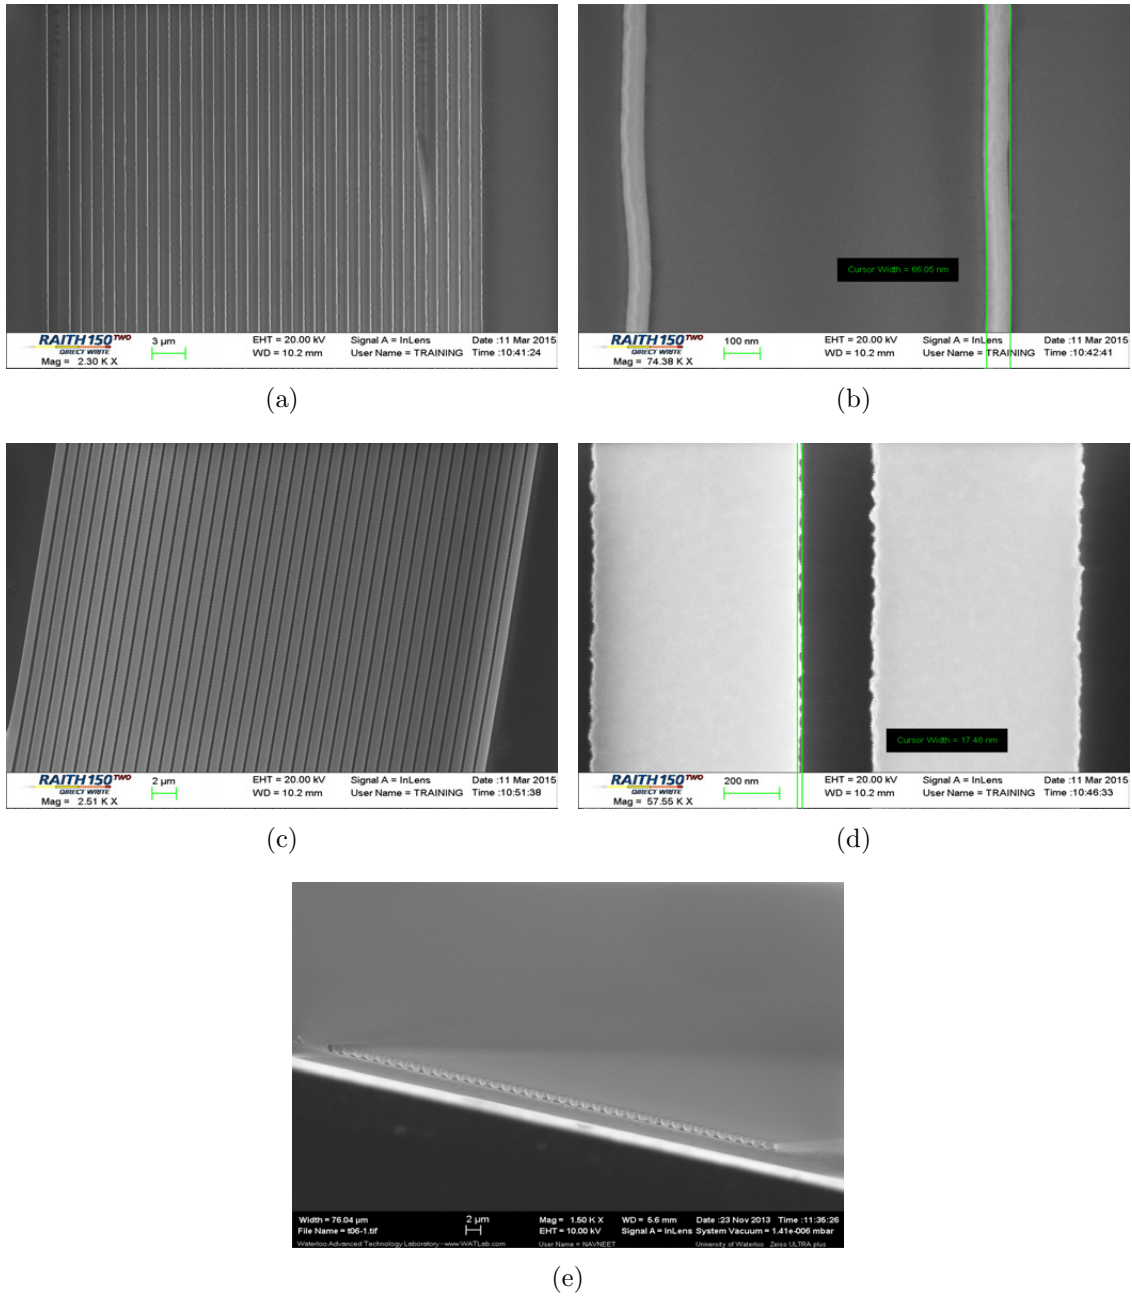 RAITH150TWO 3 µm EHT = 20.00 kV Signal A = InLens Date :11 Mar 2015
DIRECT WRITE WD = 10.2 mm User Name = TRAINING Time :10:41:24
Mag = 2.30 K X
Cursor Width = 66.05 nm
RAITH150TWO 100 nm EHT = 20.00 kV Signal A = InLens Date :11 Mar 2015
DIRECT WRITE WD = 10.2 mm User Name = TRAINING Time :10:42:41
Mag = 74.38 K X
(a)
(b)
RAITH150TWO 2 µm EHT = 20.00 kV Signal A = InLens Date :11 Mar 2015
DIRECT WRITE WD = 10.2 mm User Name = TRAINING Time :10:51:38
Mag = 2.51 K X
Cursor Width = 17.46 nm
RAITH150TWO 200 nm EHT = 20.00 kV Signal A = InLens Date :11 Mar 2015
DIRECT WRITE WD = 10.2 mm User Name = TRAINING Time :10:46:33
Mag = 57.55 K X
(c)
(d)
Width = 76.04 µm 2 µm Mag = 1.50 K X WD = 5.6 mm Date :23 Nov 2013 Time :11:35:26
File Name = t06-1.tif EHT = 10.00 kV Signal A = InLens System Vacuum = 1.41e-006 mbar
Waterloo Advanced Technology Laboratory--www.WATLab.com User Name = NAVNEET University of Waterloo Zeiss ULTRA plus
(e)